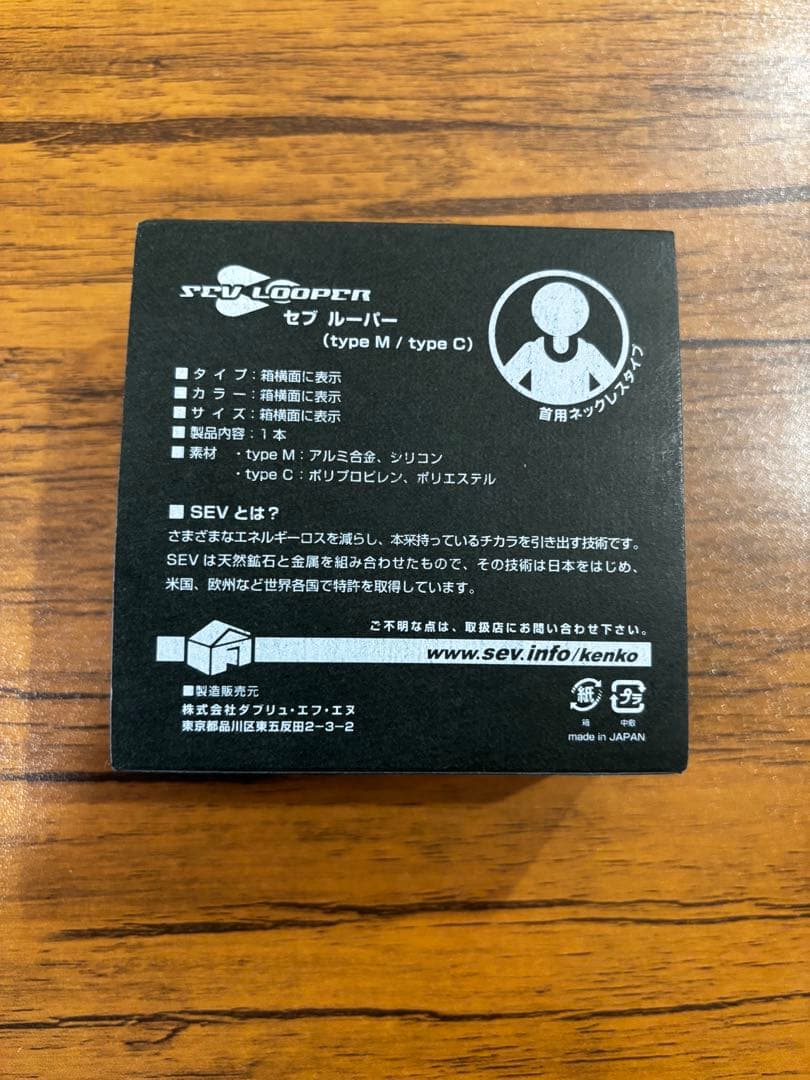 SEV LOOPER
セブ ルーパー
(type M / type C)
首用ネックレスタイプ
■ タイプ：箱横面に表示
■ カラー：箱横面に表示
■ サイズ：箱横面に表示
■ 製品内容：1本
■ 素材 ・type M：アルミ合金、シリコン
・type C：ポリプロピレン、ポリエステル
■ SEVとは？
さまざまなエネルギーロスを減らし、本来持っているチカラを引き出す技術です。
SEVは天然鉱石と金属を組み合わせたもので、その技術は日本をはじめ、
米国、欧州など世界各国で特許を取得しています。
ご不明な点は、取扱店にお問い合わせ下さい。
www.sev.info/kenko
■製造販売元
株式会社ダブリュ・エフ・エヌ
東京都品川区東五反田2-3-2
紙 プラ
箱 中敷
made in JAPAN